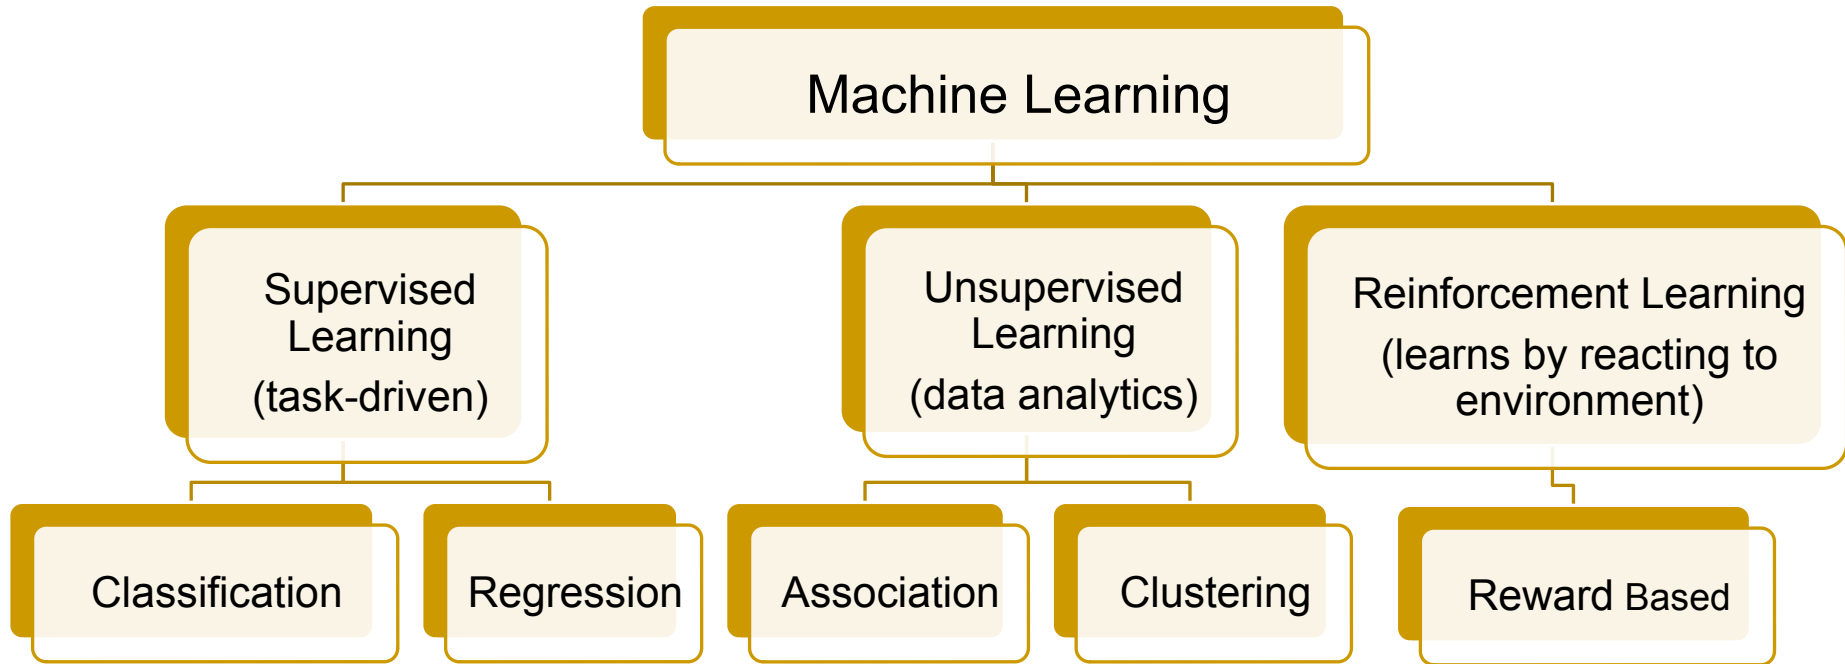 Machine Learning
Supervised
Learning
(task-driven)
Unsupervised
Learning
(data analytics)
Reinforcement Learning
(learns by reacting to
environment)
Classification
Regression
Association
Clustering
Reward Based